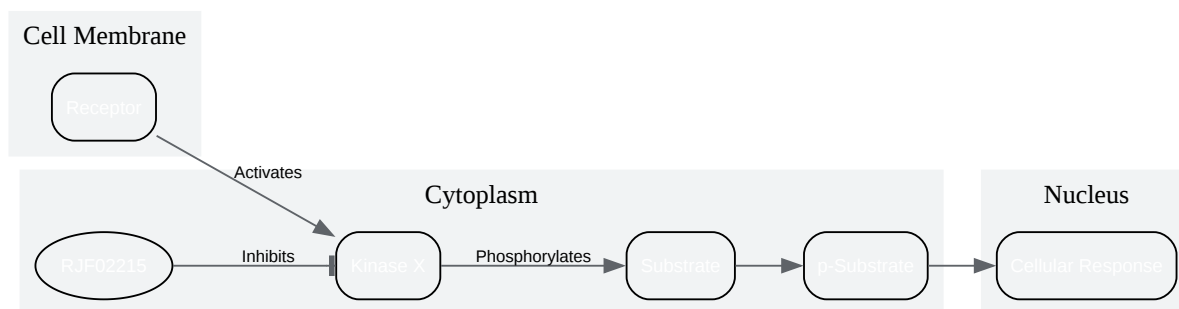 Cell Membrane
Receptor
Activates
Cytoplasm
Nucleus
RJF02215
Inhibits
Kinase X
Phosphorylates
Substrate
p-Substrate
Cellular Response